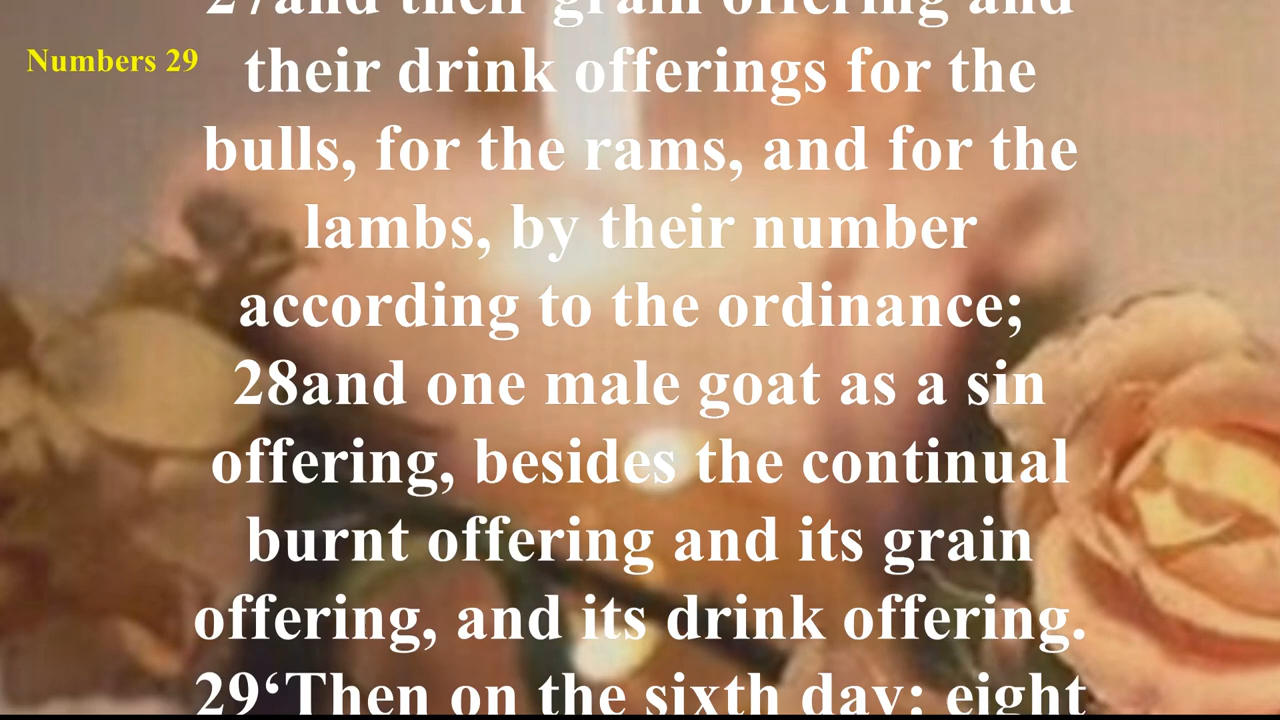 27and their grain offering and
Numbers 29
their drink offerings for the
bulls, for the rams, and for the
lambs, by their number
according to the ordinance;
28and one male goat as a sin
offering, besides the continual
burnt offering and its grain
offering, and its drink offering.
29‘Then on the sixth day: eight